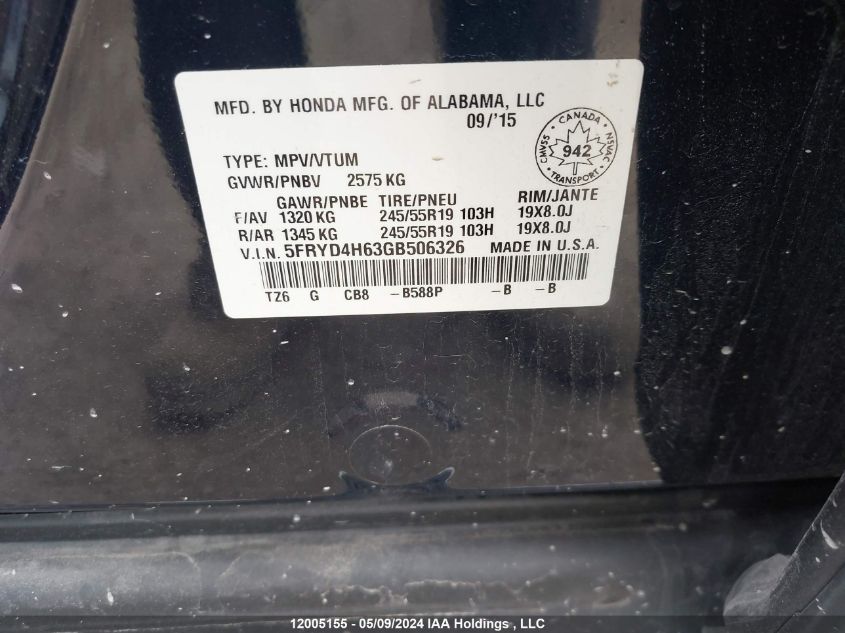 MFD. BY HONDA MFG. OF ALABAMA, LLC
09/'15
CANADA
CMVSS 942 NSVAC
TRANSPORT
TYPE: MPV/VTUM
GVWR/PNBV 2575 KG
GAWR/PNBE TIRE/PNEU RIM/JANTE
F/AV 1320 KG 245/55R19 103H 19X8.0J
R/AR 1345 KG 245/55R19 103H 19X8.0J
V.I.N. 5FRYD4H63GB506326 MADE IN U.S.A.
TZ6 G CB8 -B588P -B -B
12005155 - 05/09/2024 IAA Holdings , LLC